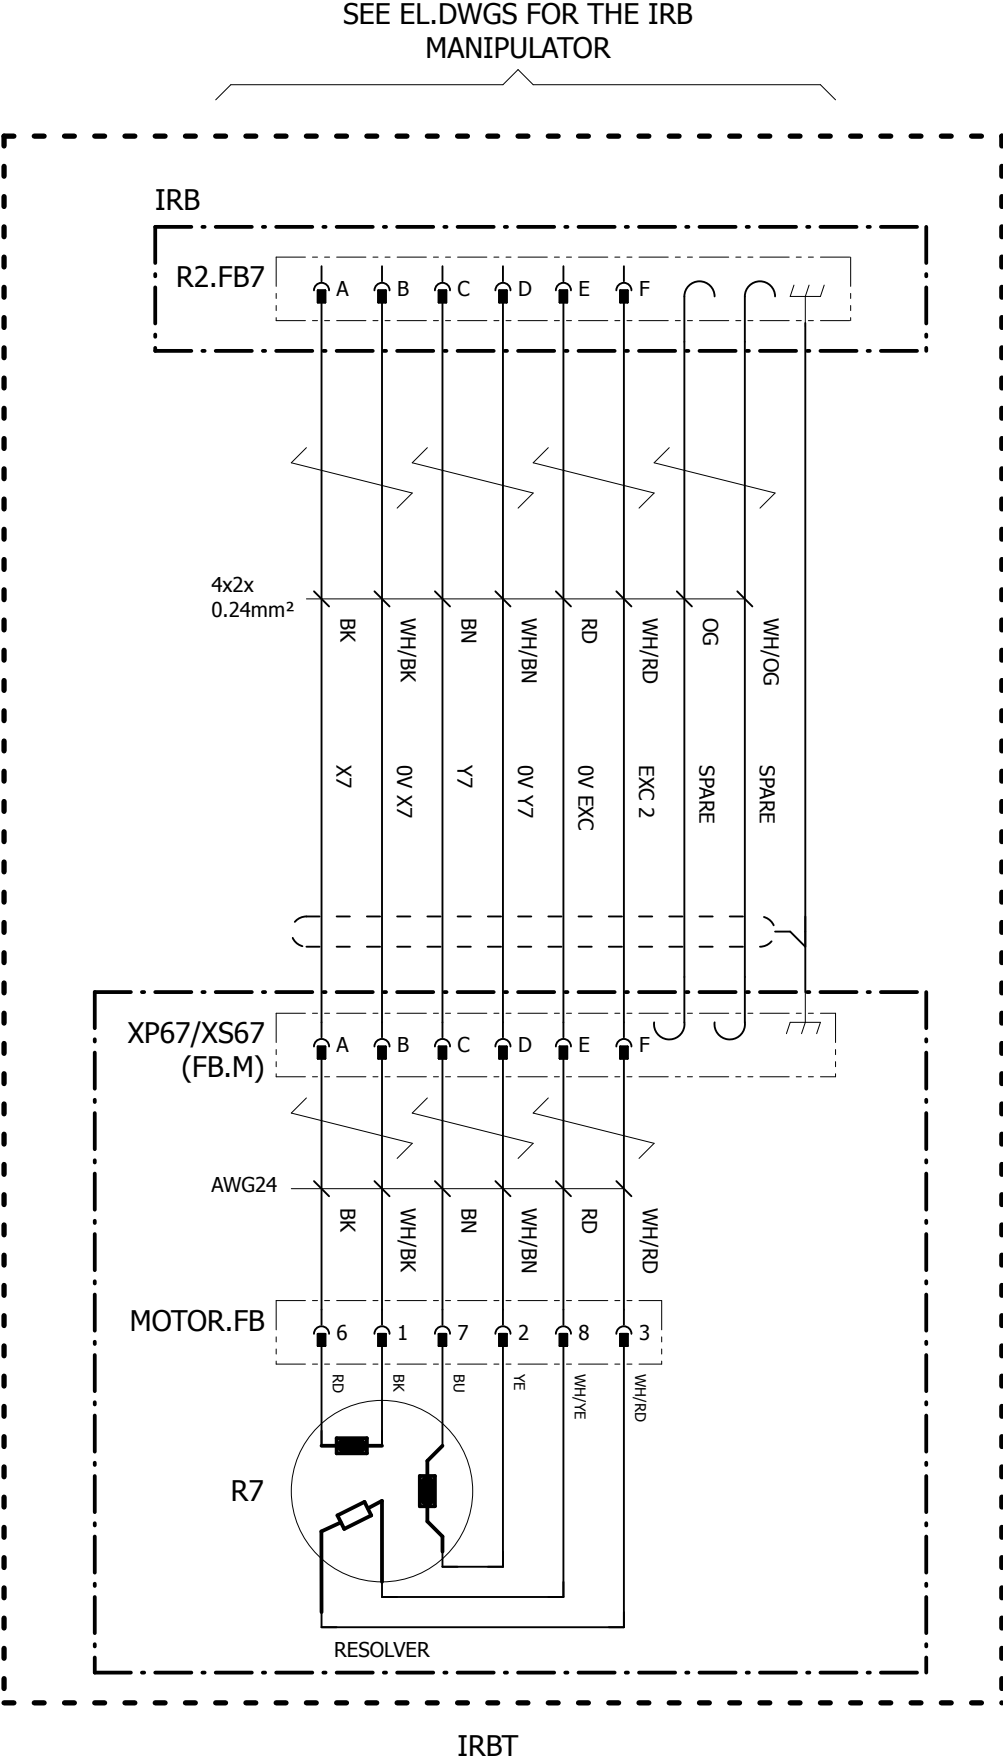 SEE EL.DWGS FOR THE IRB
MANIPULATOR
IRB
R2.FB7
A B C D E F
4x2x
0.24mm²
BK WH/BK BN WH/BN RD WH/RD OG WH/OG
X7 0V X7 Y7 0V Y7 0V EXC EXC 2 SPARE SPARE
XP67/XS67
(FB.M)
A B C D E F
AWG24
BK WH/BK BN WH/BN RD WH/RD
MOTOR.FB
6 1 7 2 8 3
RD BK BU YE WH/YE WH/RD
R7
RESOLVER
IRBT